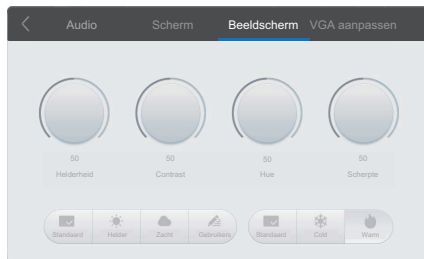 Audio Scherm Beeldscherm VGA aanpassen
50 50 50 50
Helderheid Contrast Hue Scherpte
Standaard Helder Zacht Gebruikers Standaard Cold Warm